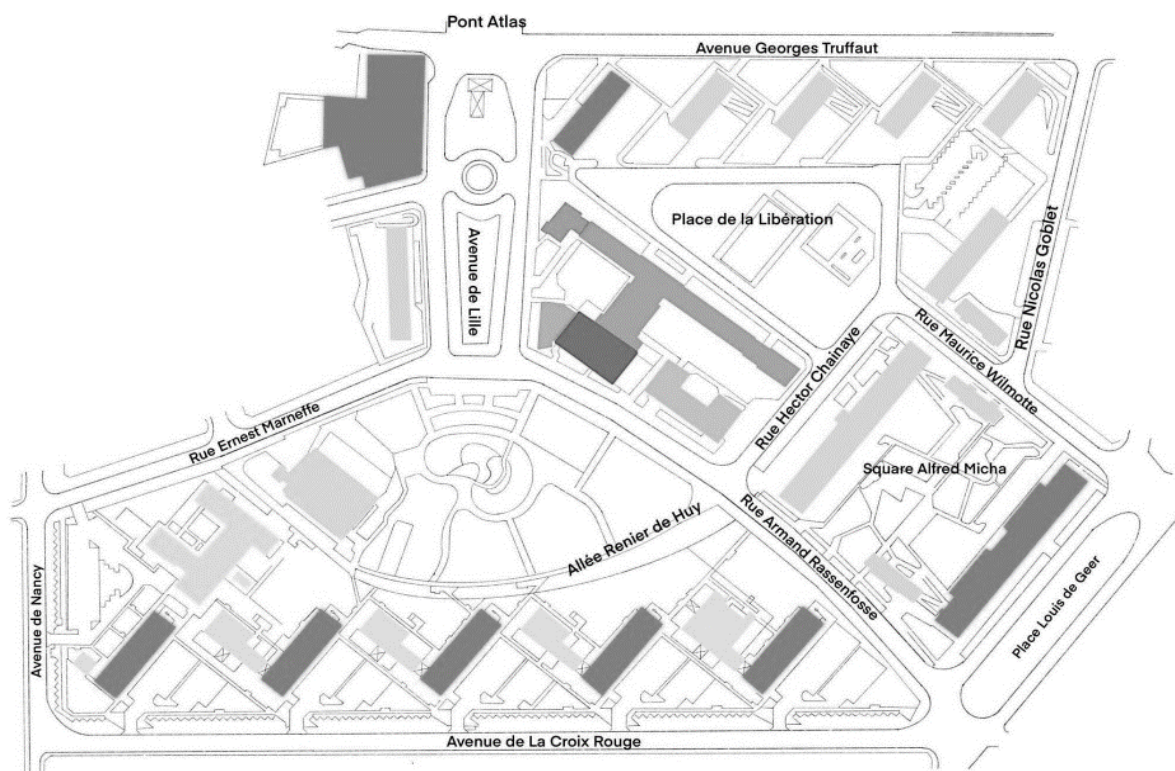 Pont Atlas
Avenue Georges Truffaut
Place de la Libération
Avenue de Lille
Rue Nicolas Goblet
Rue Maurice Wilmotte
Rue Hector Chainaye
Rue Ernest Marneffe
Square Alfred Micha
Allée Renier de Huy
Rue Armand Rassenfosse
Place Louis de Geer
Avenue de Nancy
Avenue de La Croix Rouge